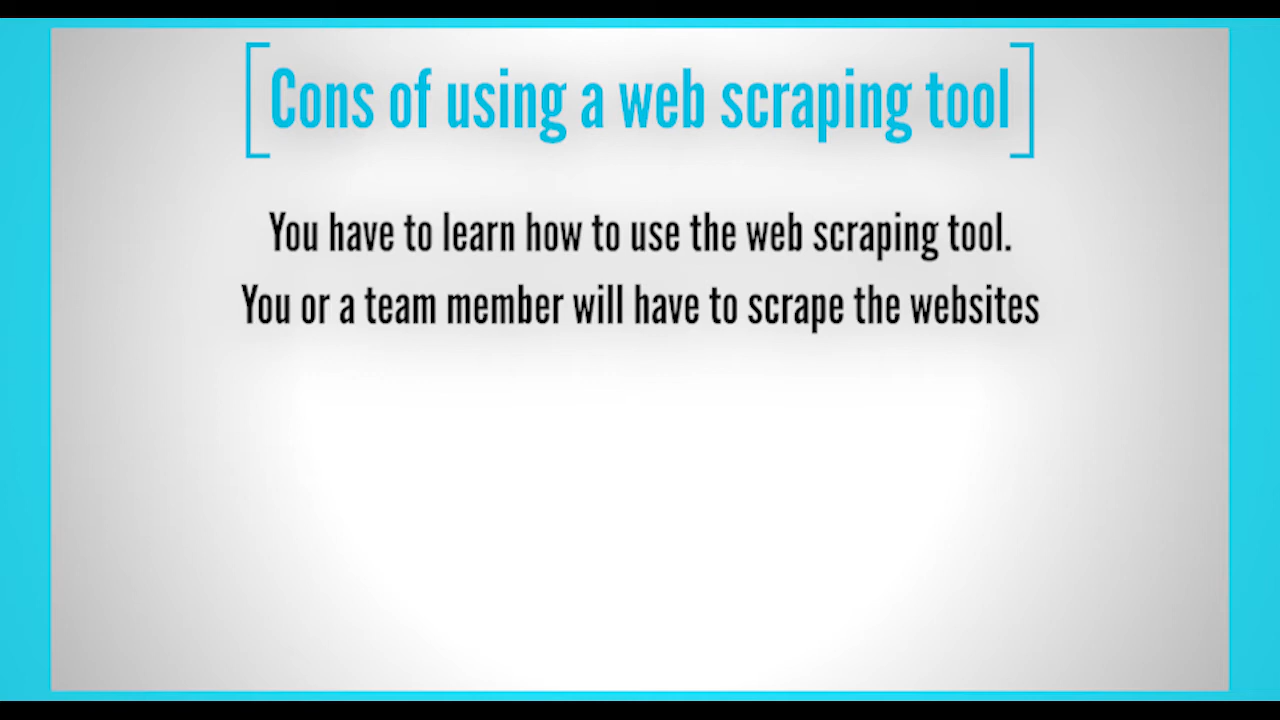 [Cons of using a web scraping tool]
You have to learn how to use the web scraping tool.
You or a team member will have to scrape the websites